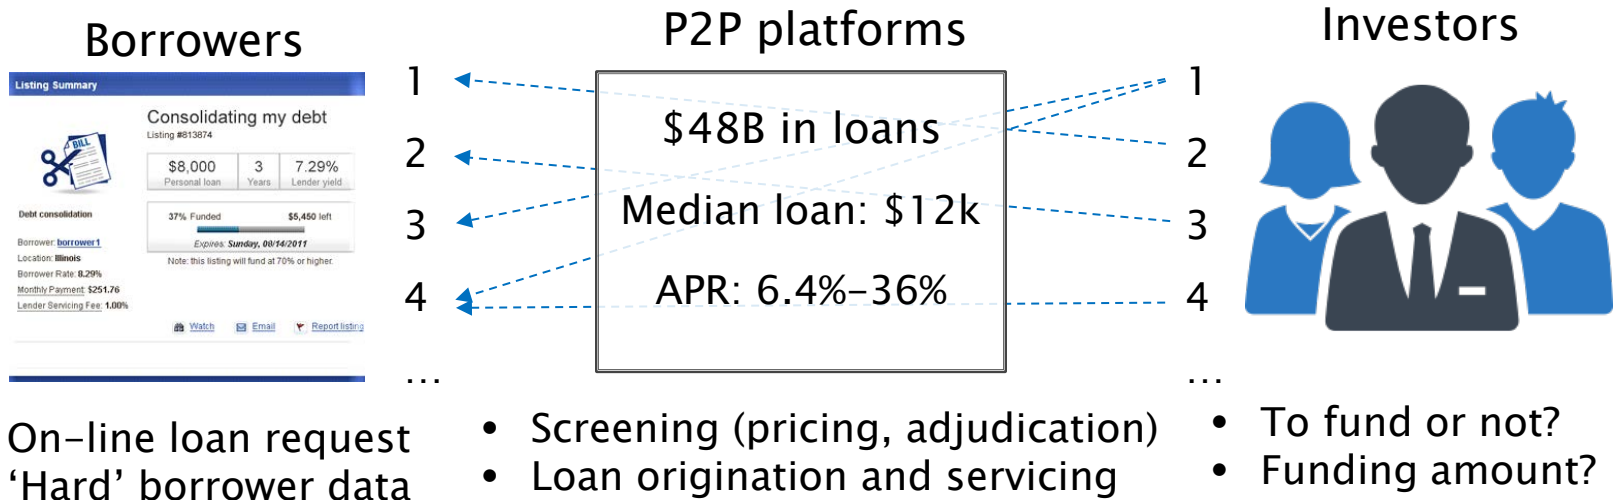 Borrowers
P2P platforms
Investors
Listing Summary
BILL
Consolidating my debt
Listing #813874
$8,000 3 7.29%
Personal loan Years Lender yield
Debt consolidation
37% Funded $5,450 left
Expires: Sunday, 08/14/2011
Note: this listing will fund at 70% or higher.
Borrower: borrower1
Location: Illinois
Borrower Rate: 8.29%
Monthly Payment: $251.76
Lender Servicing Fee: 1.00%
Watch Email Report listing
1
2
3
4
...
$48B in loans
Median loan: $12k
APR: 6.4%-36%
1
2
3
4
...
On-line loan request
‘Hard’ borrower data
• Screening (pricing, adjudication)
• Loan origination and servicing
• To fund or not?
• Funding amount?